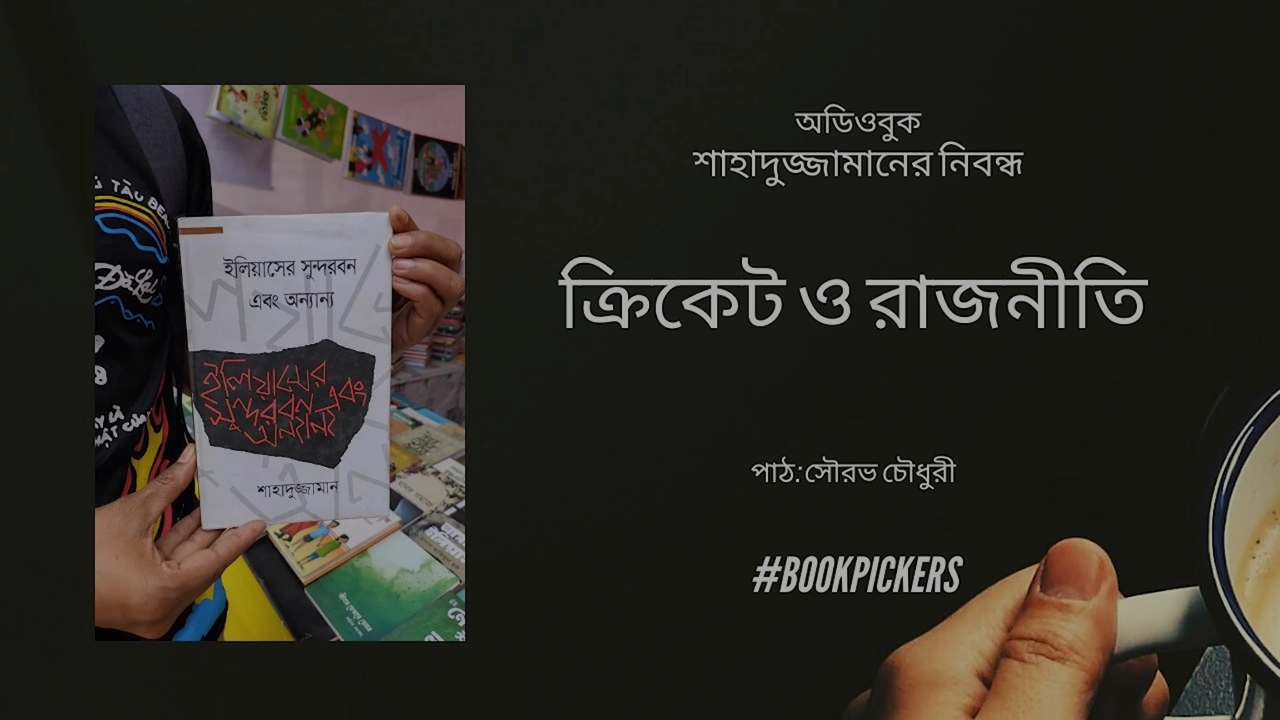 অডিওবুক
শাহাদুজ্জামানের নিবন্ধ
ক্রিকেট ও রাজনীতি
পাঠ: সৌরভ চৌধুরী
#BOOKPICKERS
ইলিয়াসের সুন্দরবন
এবং অন্যান্য
ইলিয়াসের
সুন্দরবন এবং
অন্যান্য
শাহাদুজ্জামান